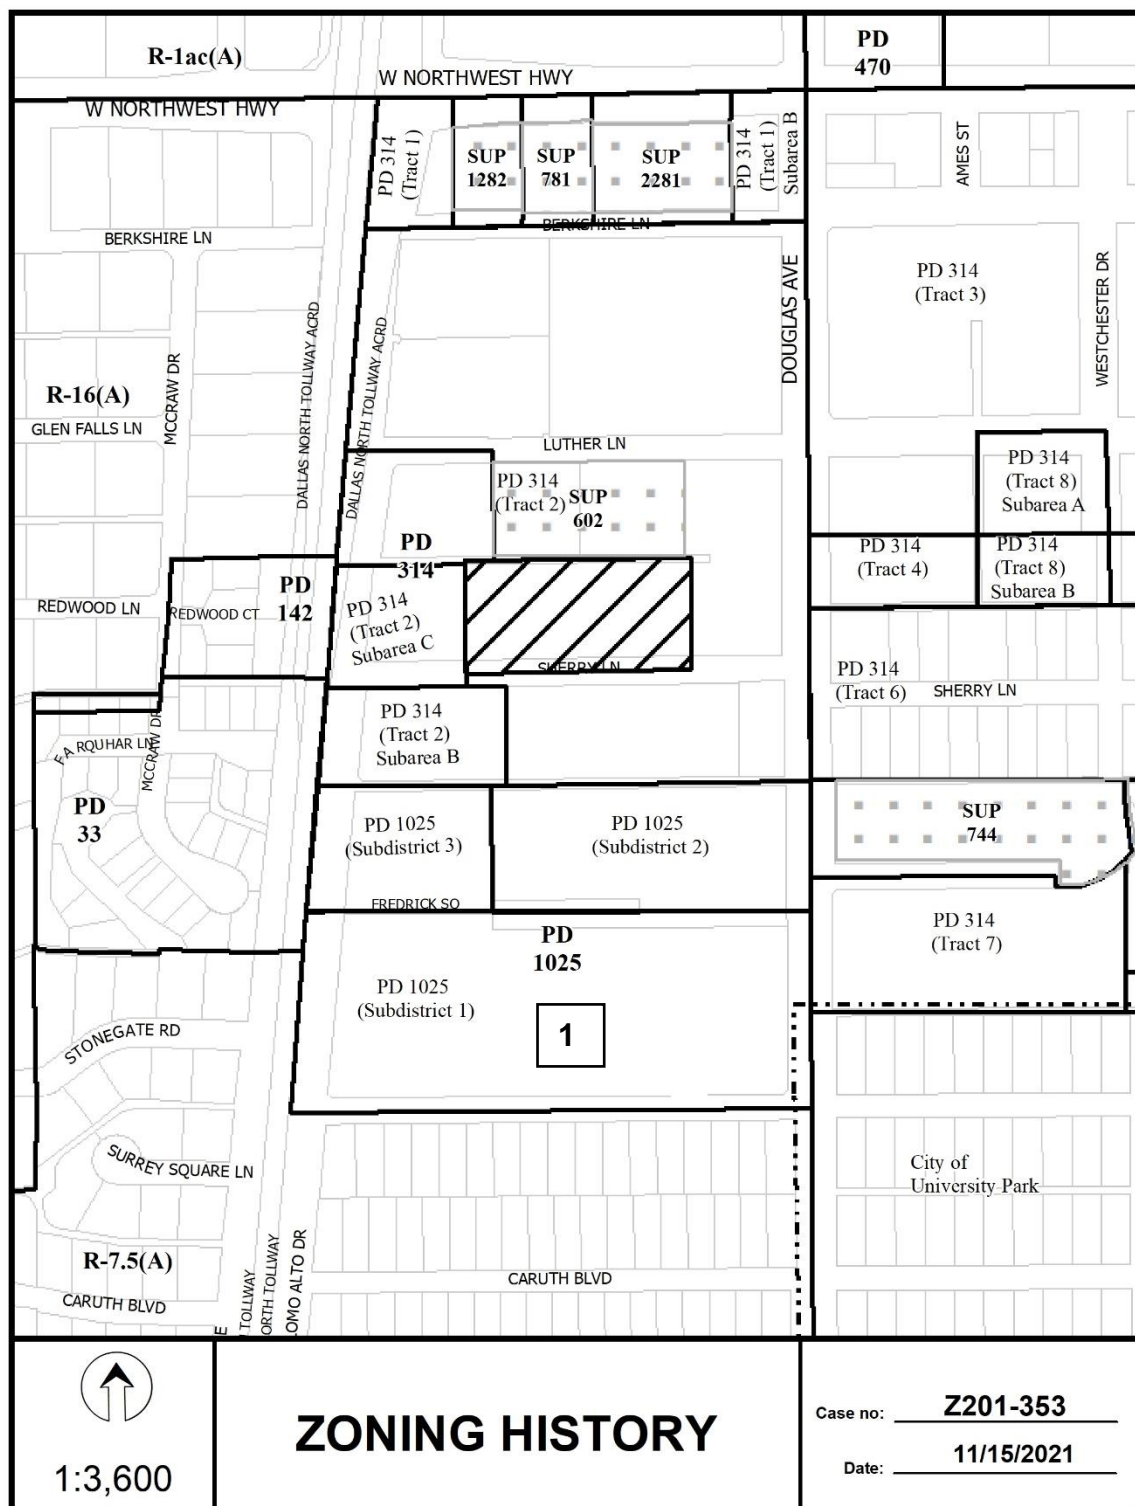 R-1ac(A)
PD
470
W NORTHWEST HWY
W NORTHWEST HWY
PD 314
(Tract 1)
SUP
1282
SUP
781
SUP
2281
PD 314
(Tract 1)
Subarea B
AMES ST
BERKSHIRE LN
BERKSHIRE LN
DOUGLAS AVE
PD 314
(Tract 3)
WESTCHESTER DR
DALLAS NORTH TOLLWAY ACRD
DALLAS NORTH TOLLWAY ACRD
MCCRAW DR
R-16(A)
GLEN FALLS LN
LUTHER LN
PD 314
(Tract 2)
SUP
602
PD 314
(Tract 8)
Subarea A
PD
314
PD 314
(Tract 4)
PD 314
(Tract 8)
Subarea B
PD
142
REDWOOD LN
REDWOOD CT
PD 314
(Tract 2)
Subarea C
SHERRY LN
PD 314
(Tract 6)
SHERRY LN
PD 314
(Tract 2)
Subarea B
FARQUHAR LN
MCCRAW DR
PD
33
PD 1025
(Subdistrict 3)
PD 1025
(Subdistrict 2)
SUP
744
FREDRICK SQ
PD
1025
PD 314
(Tract 7)
PD 1025
(Subdistrict 1)
1
STONEGATE RD
SURREY SQUARE LN
City of
University Park
R-7.5(A)
CARUTH BLVD
CARUTH BLVD
E
TOLLWAY
ORTH TOLLWAY
LOMO ALTO DR
1:3,600
ZONING HISTORY
Case no: Z201-353
Date: 11/15/2021